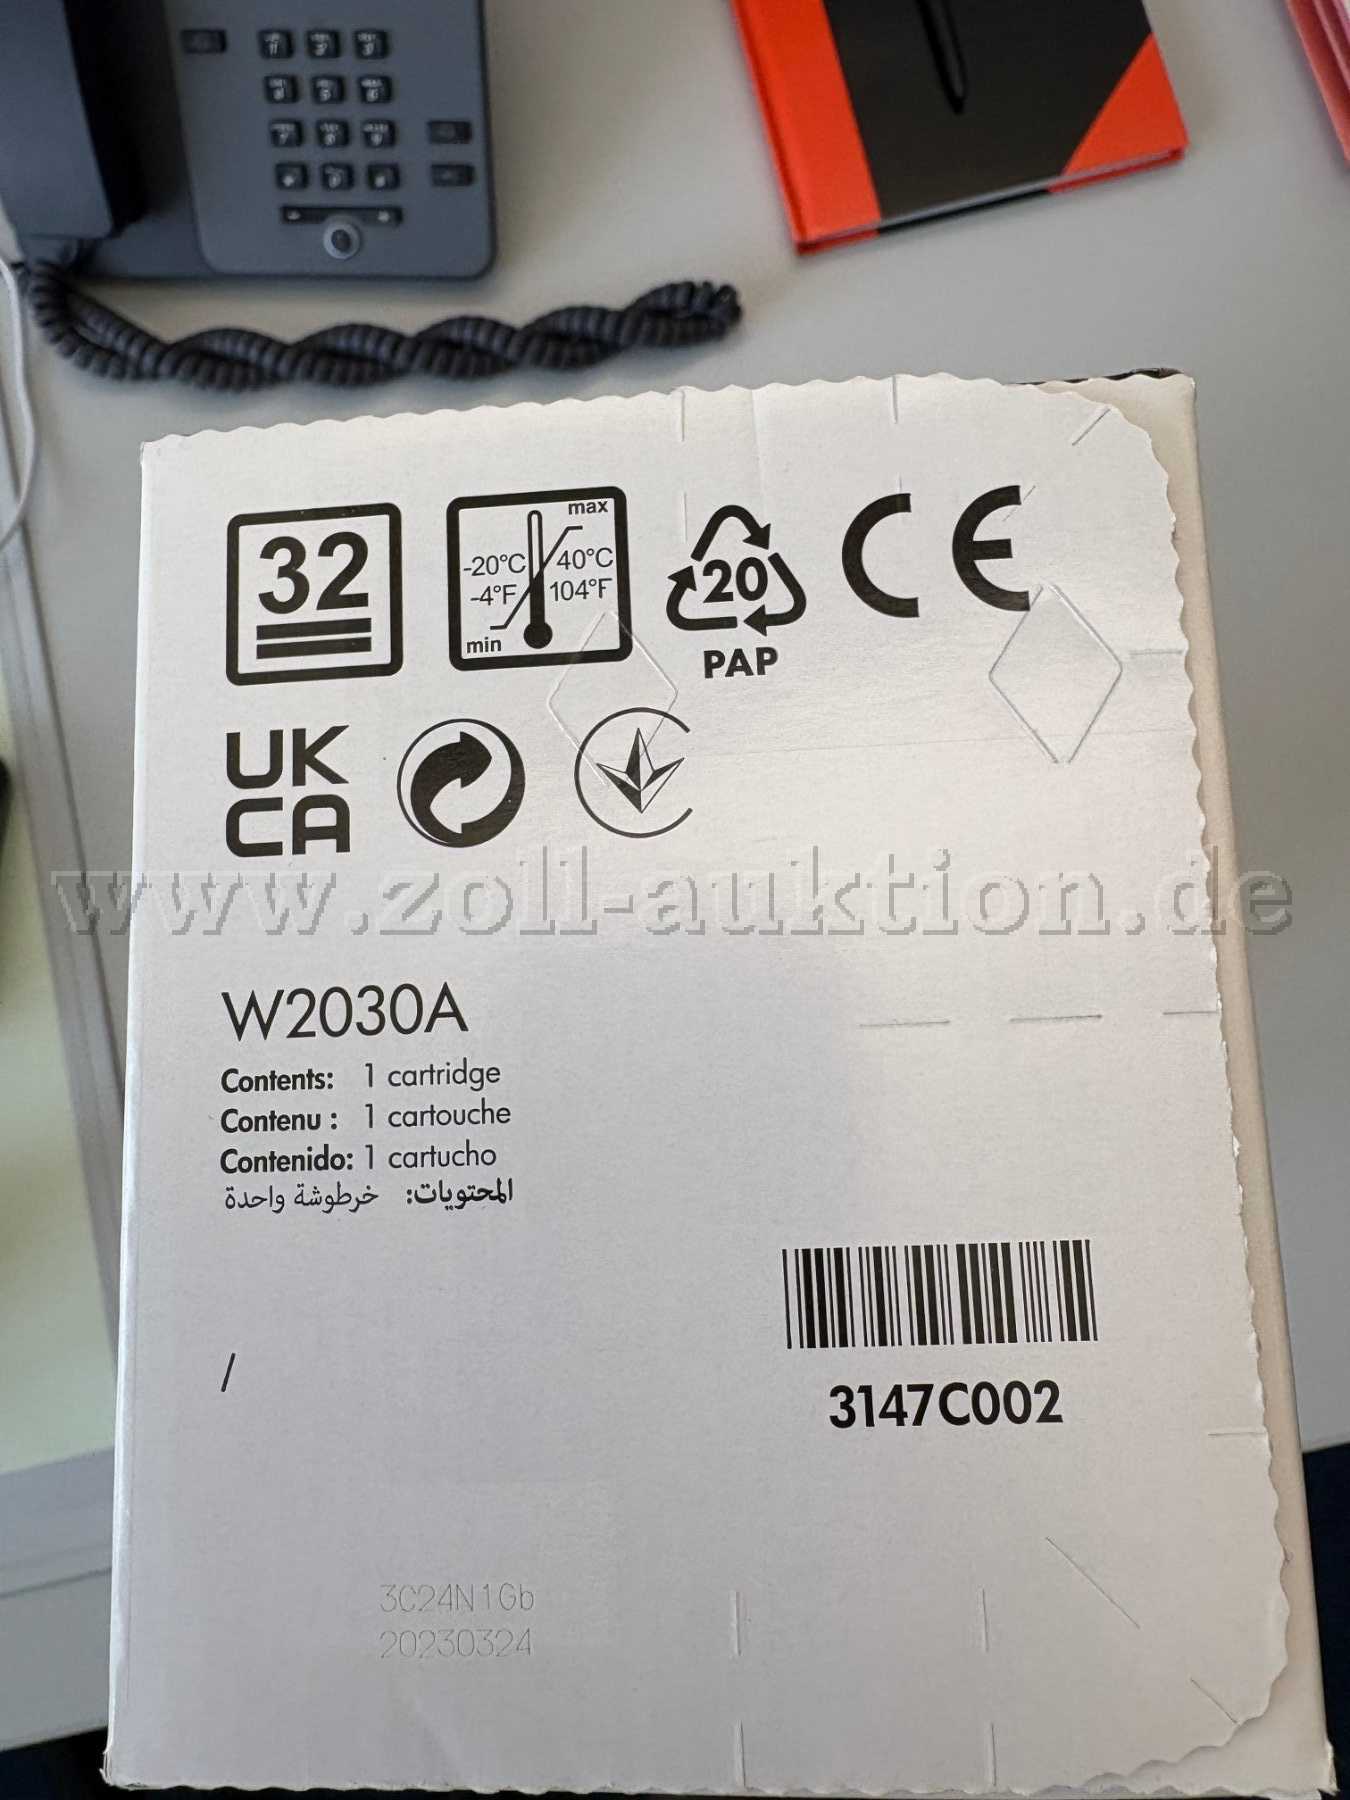 32
max
-20°C 40°C
-4°F 104°F
min
20
PAP
CE
UK
CA
www.zoll-auktion.de
W2030A
Contents: 1 cartridge
Contenu : 1 cartouche
Contenido: 1 cartucho
المحتويات: خرطوشة واحدة
/
3147C002
3C24N1Gb
20230324